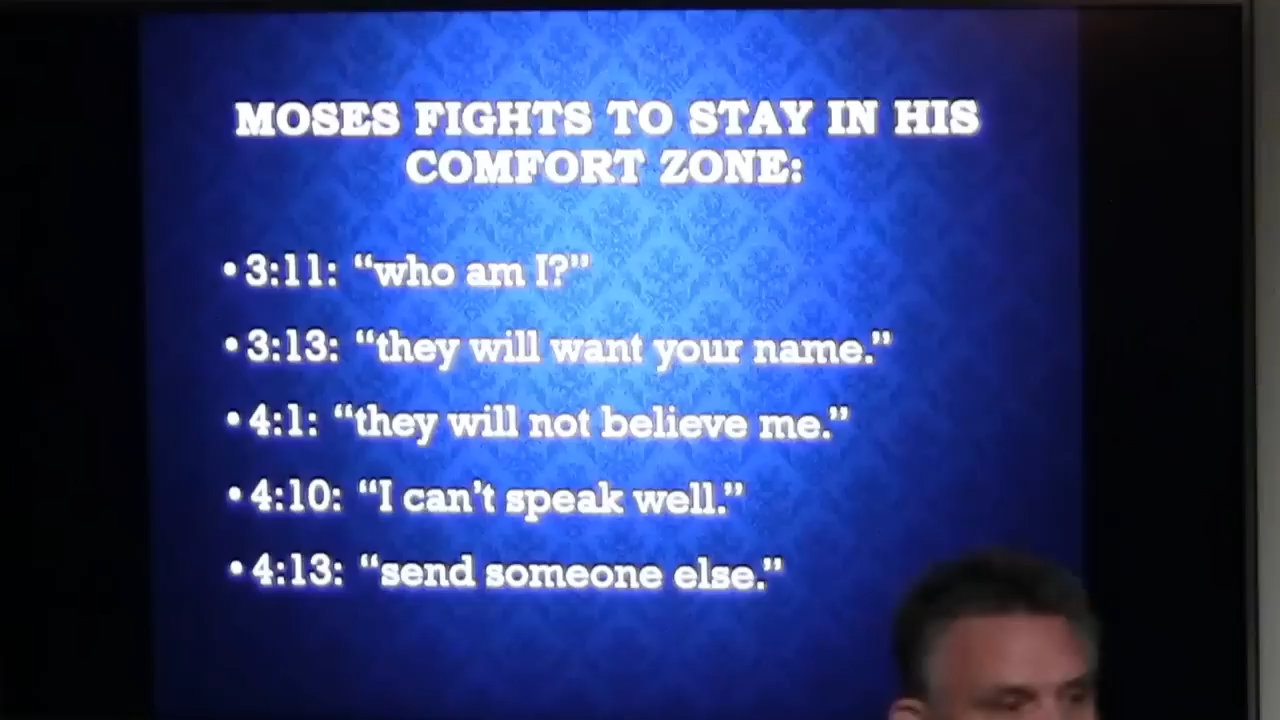 MOSES FIGHTS TO STAY IN HIS
COMFORT ZONE:
• 3:11: “who am I?”
• 3:13: “they will want your name.”
• 4:1: “they will not believe me.”
• 4:10: “I can’t speak well.”
• 4:13: “send someone else.”